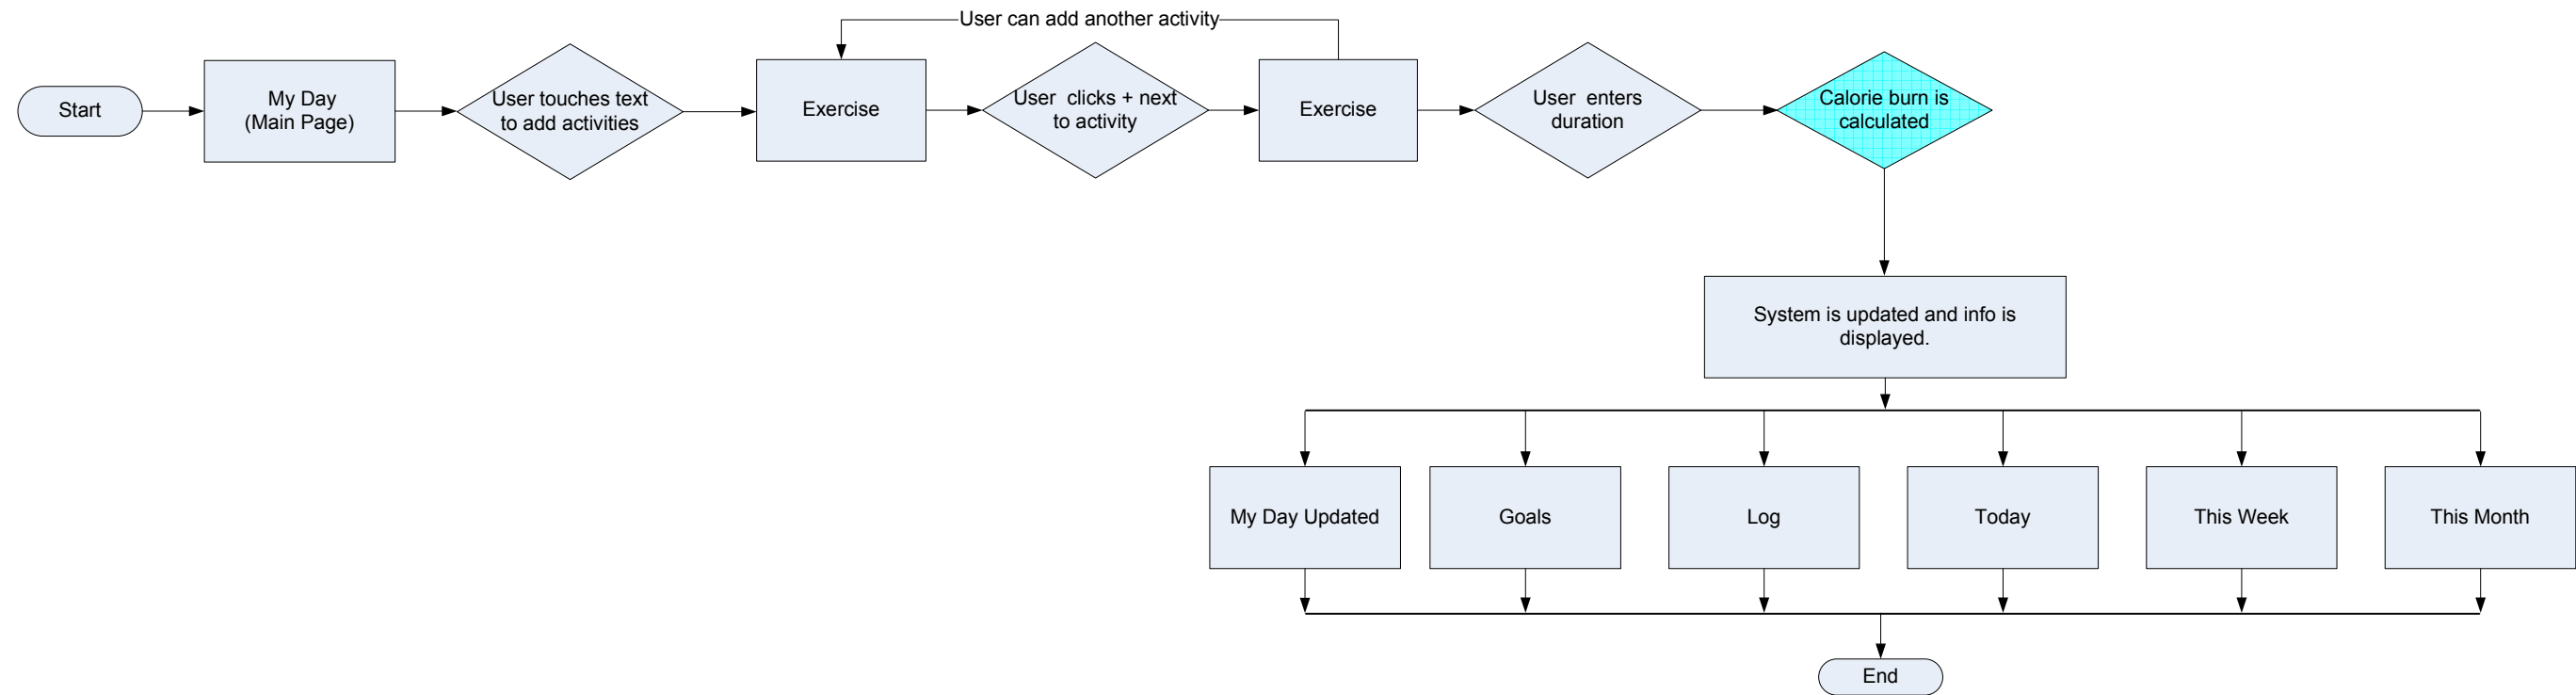 User can add another activity
Start
My Day
(Main Page)
User touches text
to add activities
Exercise
User  clicks + next
to activity
Exercise
User  enters
duration
Calorie burn is
calculated
System is updated and info is
displayed.
My Day Updated
Goals
Log
Today
This Week
This Month
End